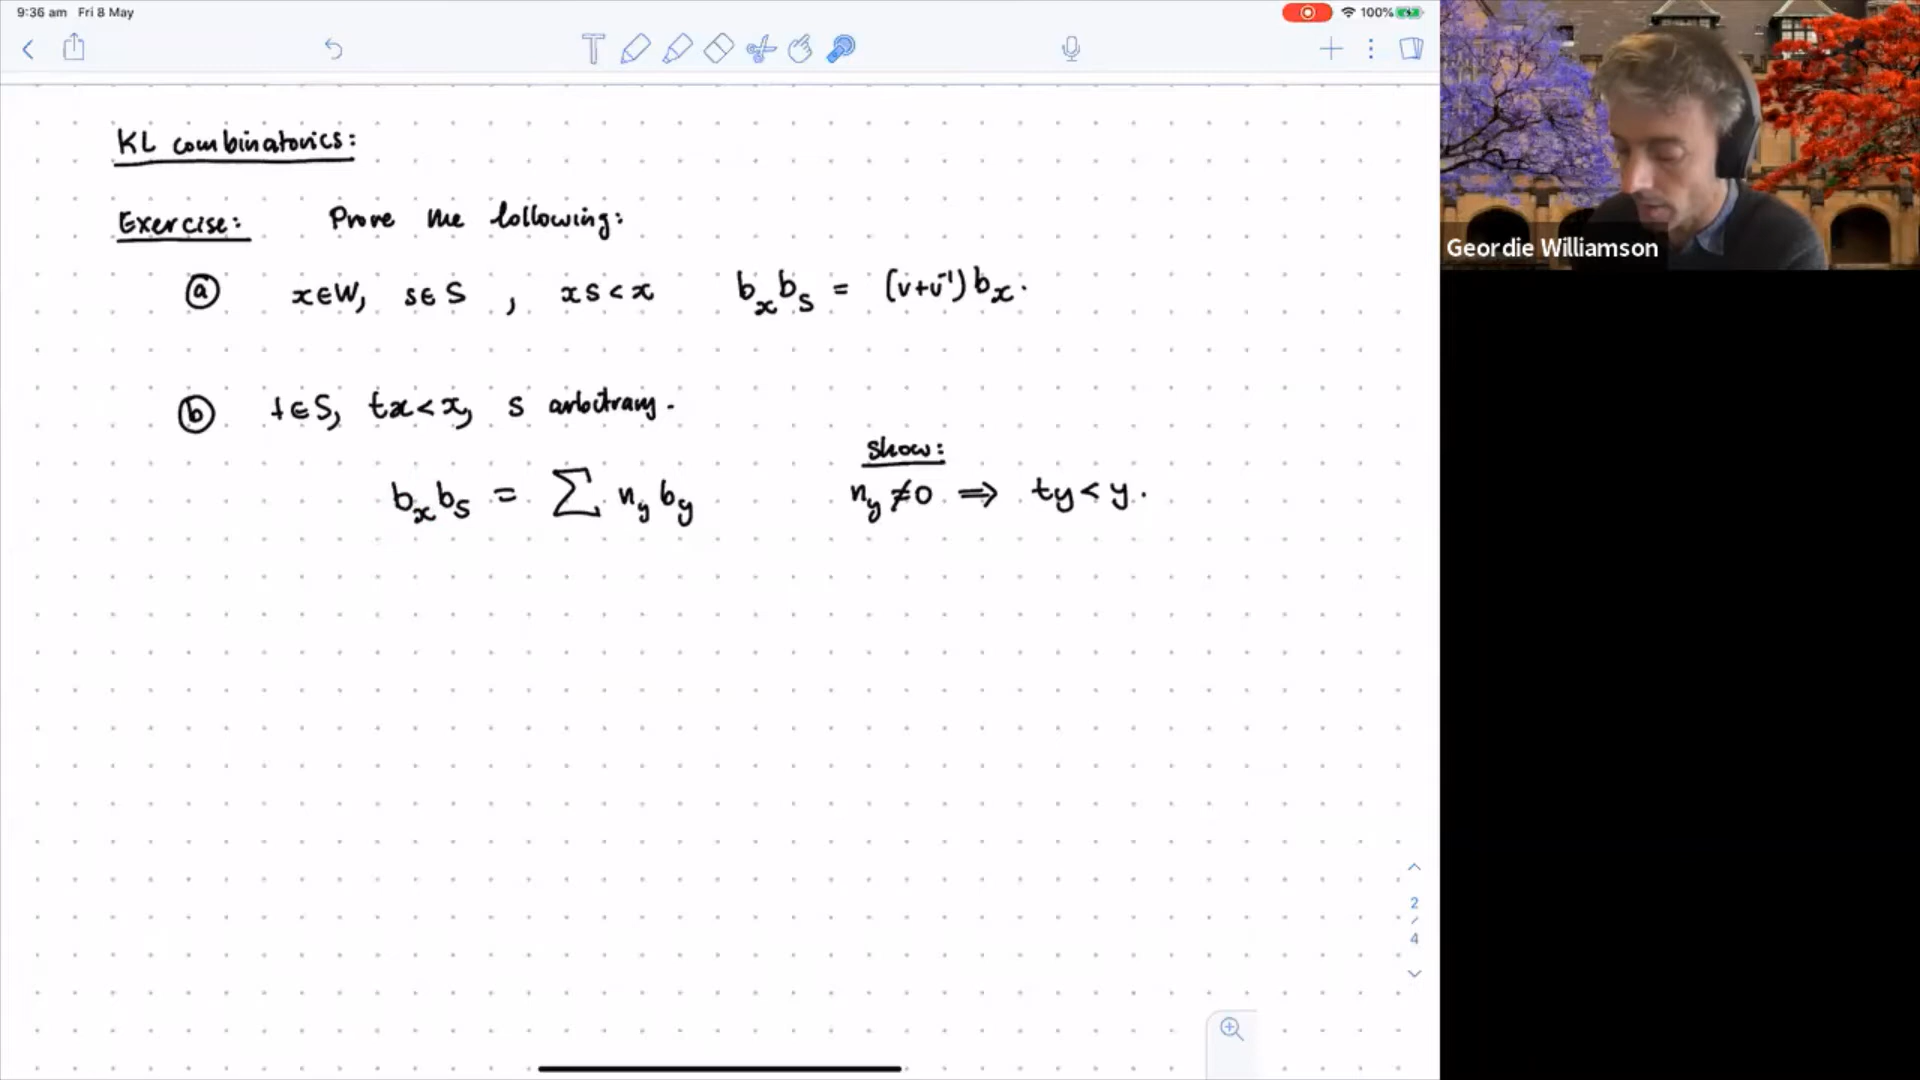 9:36 am Fri 8 May
100%
KL combinatorics:
Exercise: Prove the following:
ⓐ x∈W, s∈S, xs<x b_x b_s = (v+v⁻¹)b_x.
ⓑ t∈S, tx<x, s arbitrary.
Show:
b_x b_s = ∑ n_y b_y n_y ≠ 0 ⟹ ty<y.
Geordie Williamson
2
/
4